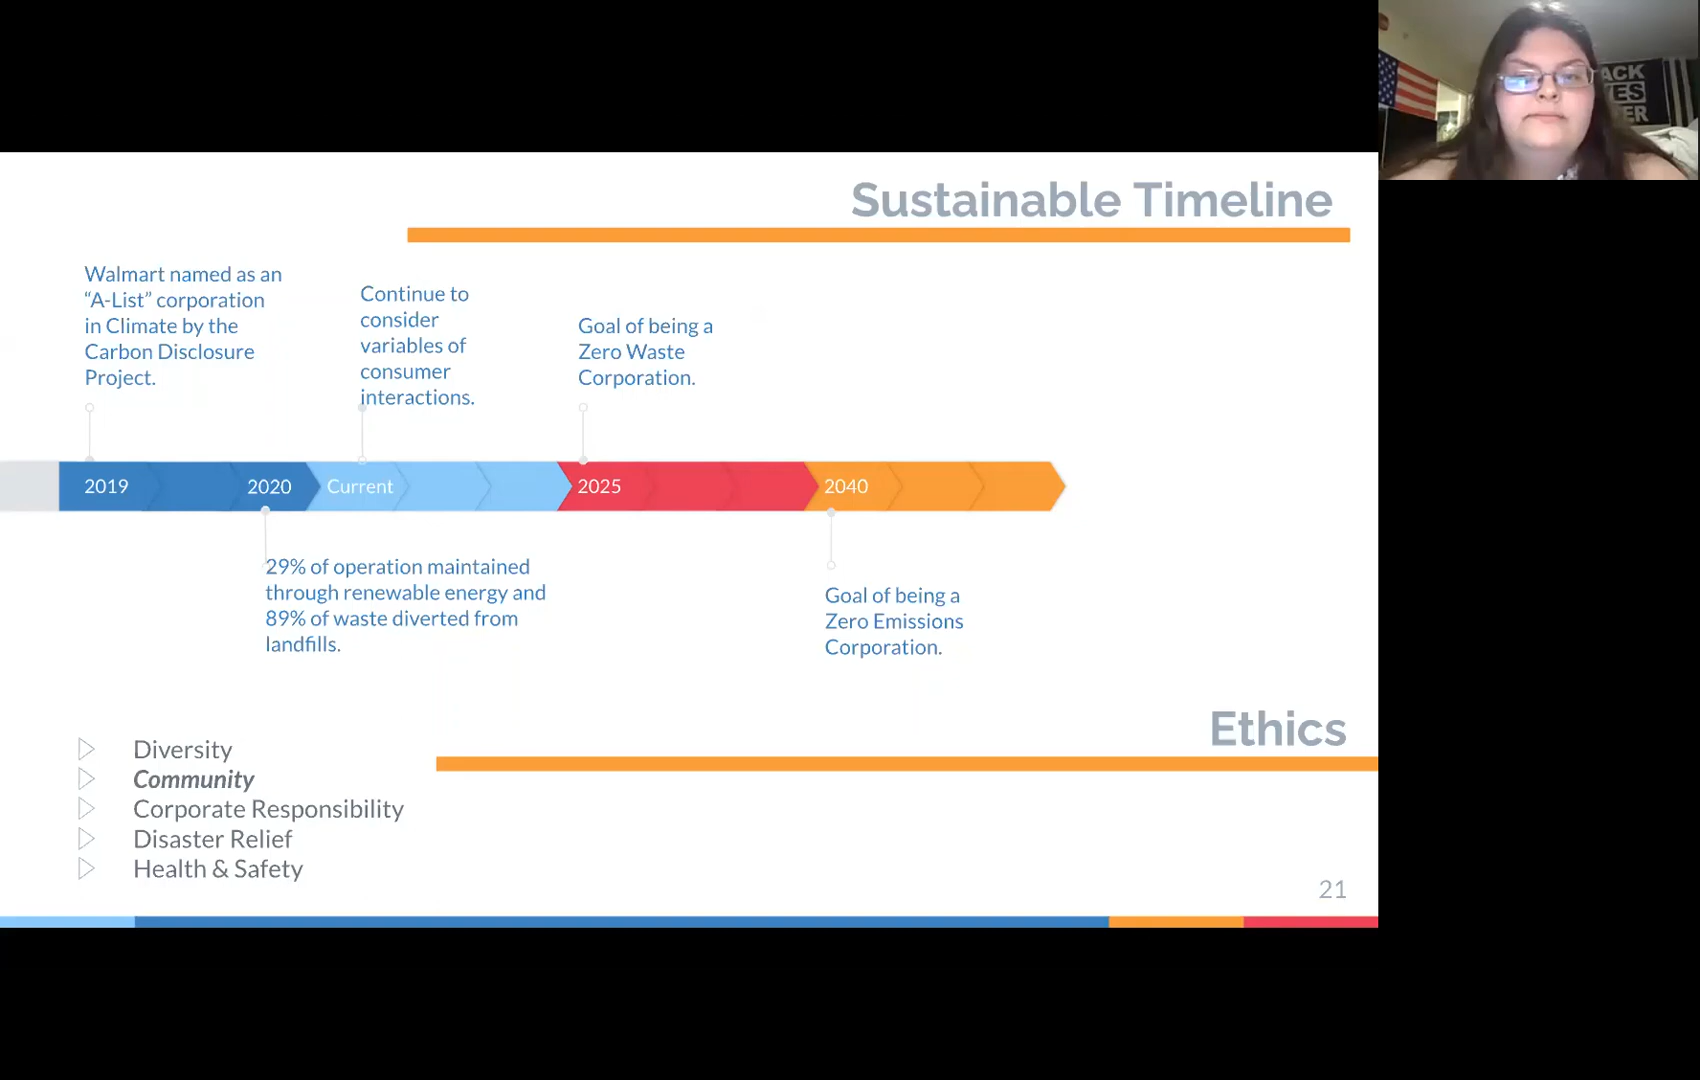 Sustainable Timeline
Walmart named as an
“A-List” corporation
in Climate by the
Carbon Disclosure
Project.
Continue to
consider
variables of
consumer
interactions.
Goal of being a
Zero Waste
Corporation.
2019
2020
Current
2025
2040
29% of operation maintained
through renewable energy and
89% of waste diverted from
landfills.
Goal of being a
Zero Emissions
Corporation.
Ethics
Diversity
Community
Corporate Responsibility
Disaster Relief
Health & Safety
21